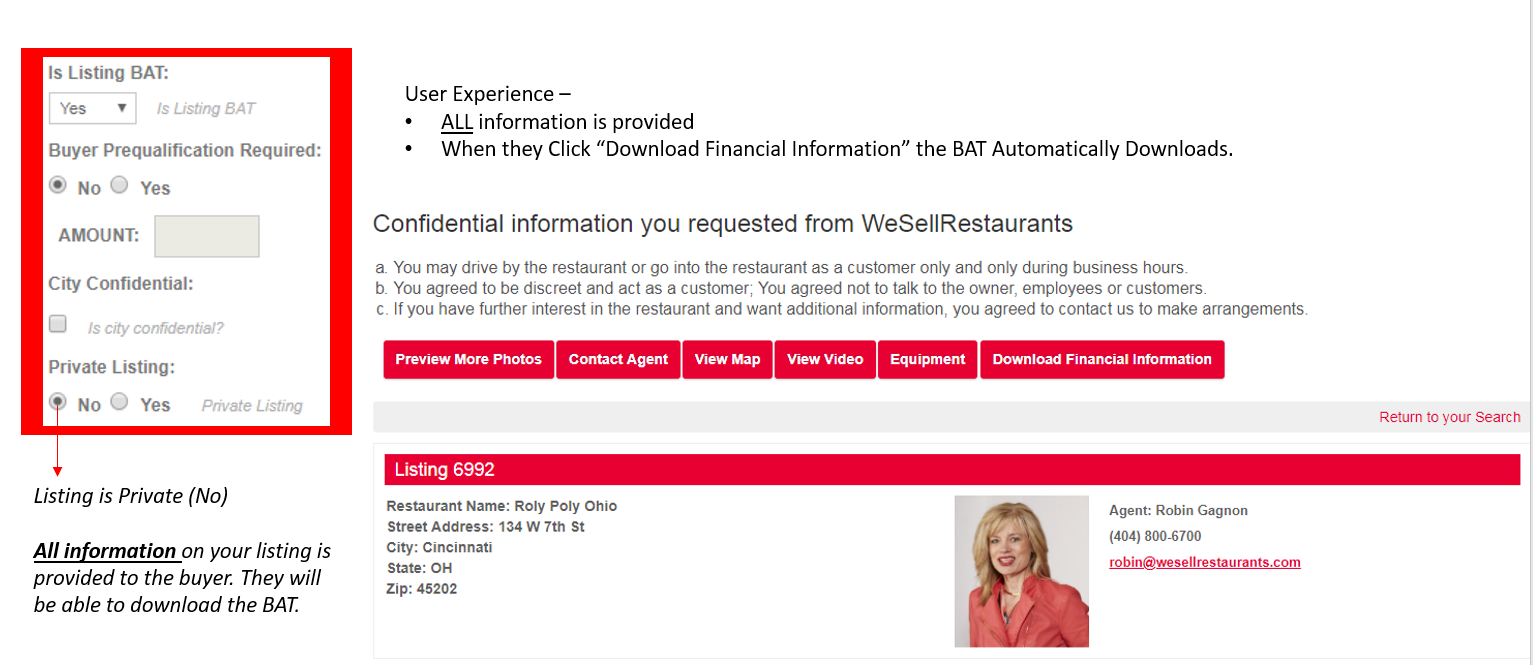 Is Listing BAT:
Yes ▼ Is Listing BAT
Buyer Prequalification Required:
No Yes
AMOUNT:
City Confidential:
Is city confidential?
Private Listing:
No Yes Private Listing
Listing is Private (No)
All information on your listing is
provided to the buyer. They will
be able to download the BAT.
User Experience –
• ALL information is provided
• When they Click “Download Financial Information” the BAT Automatically Downloads.
Confidential information you requested from WeSellRestaurants
a. You may drive by the restaurant or go into the restaurant as a customer only and only during business hours.
b. You agreed to be discreet and act as a customer; You agreed not to talk to the owner, employees or customers.
c. If you have further interest in the restaurant and want additional information, you agreed to contact us to make arrangements.
Preview More Photos Contact Agent View Map View Video Equipment Download Financial Information
Return to your Search
Listing 6992
Restaurant Name: Roly Poly Ohio
Street Address: 134 W 7th St
City: Cincinnati
State: OH
Zip: 45202
Agent: Robin Gagnon
(404) 800-6700
robin@wesellrestaurants.com